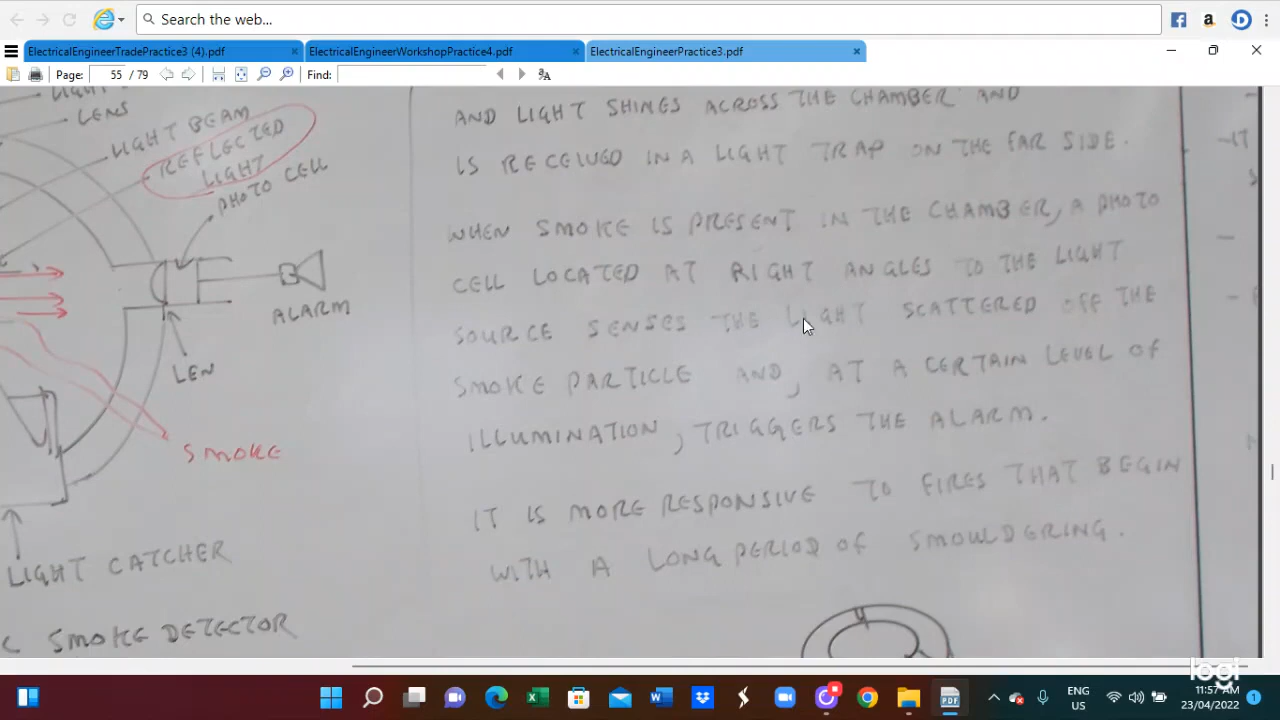 Search the web...
ElectricalEngineerTradePractice3 (4).pdf
ElectricalEngineerWorkshopPractice4.pdf
ElectricalEngineerPractice3.pdf
Page: 55 / 79
Find:
LENS
LIGHT BEAM
REFLECTED
LIGHT
PHOTO CELL
ALARM
LEN
SMOKE
LIGHT CATCHER
C SMOKE DETECTOR
AND LIGHT SHINES ACROSS THE CHAMBER AND
IS RECEIVED IN A LIGHT TRAP ON THE FAR SIDE.
WHEN SMOKE IS PRESENT IN THE CHAMBER, A PHOTO
CELL LOCATED AT RIGHT ANGLES TO THE LIGHT
SOURCE SENSES THE LIGHT SCATTERED OFF THE
SMOKE PARTICLE AND, AT A CERTAIN LEVEL OF
ILLUMINATION, TRIGGERS THE ALARM.
IT IS MORE RESPONSIVE TO FIRES THAT BEGIN
WITH A LONG PERIOD OF SMOULDERING.
-IT
logi
ENG
US
11:57 AM
23/04/2022